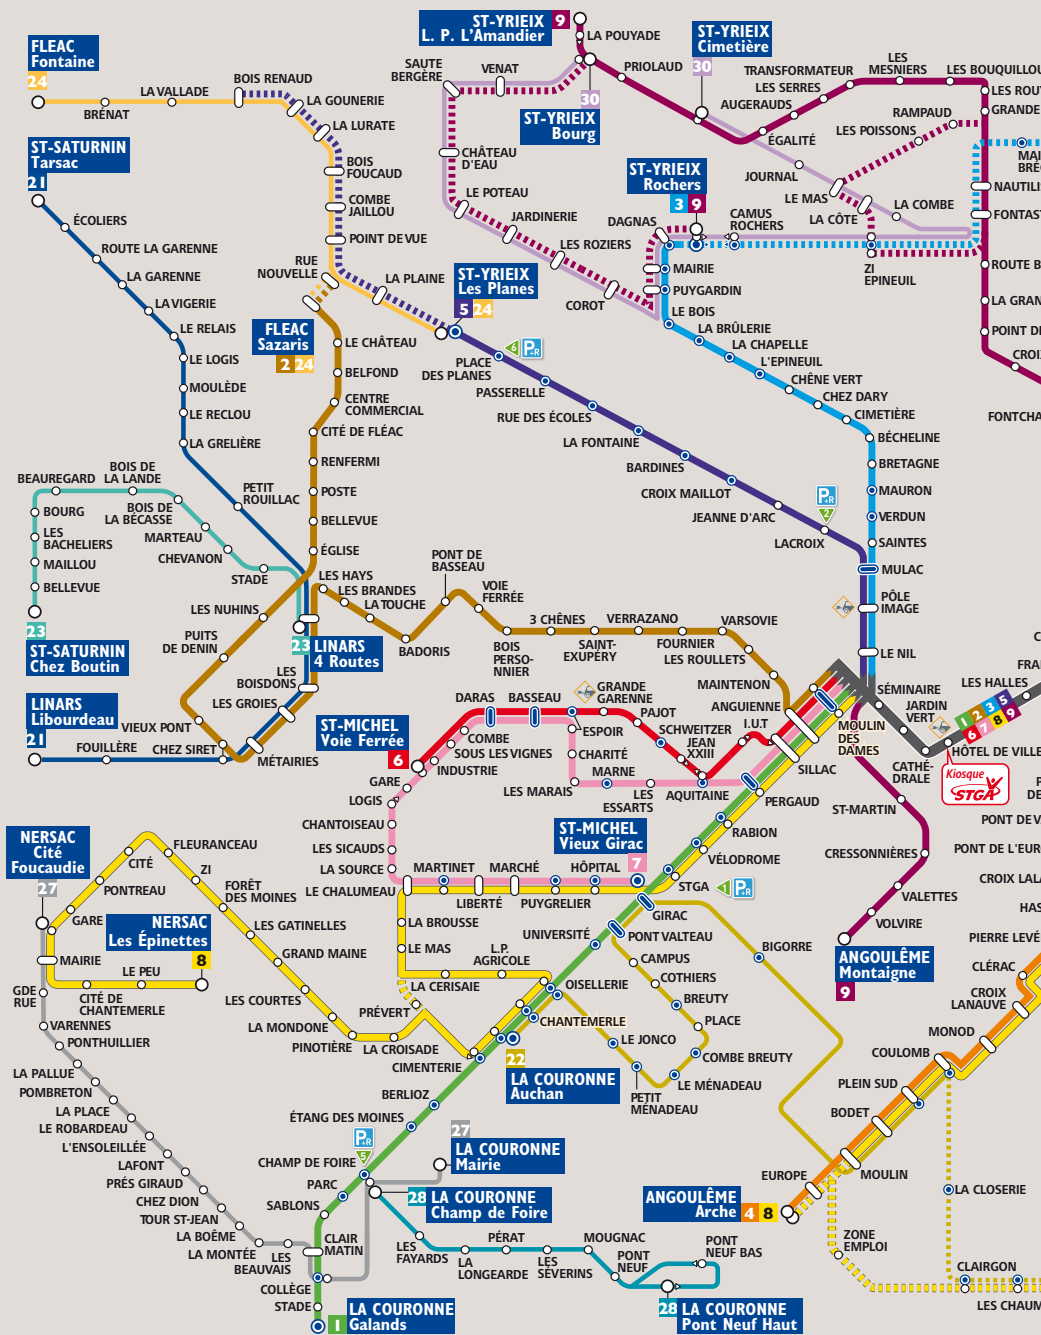 ST-YRIEIX
L. P. L'Amandier
9
LA POUYADE
ST-YRIEIX
Cimetière
30
FLEAC
Fontaine
24
LA VALLADE
BRÉNAT
BOIS RENAUD
LA GOUNERIE
LA LURATE
BOIS
FOUCAUD
COMBE
JAILLOU
POINT DE VUE
RUE
NOUVELLE
LA PLAINE
SAUTE
BERGÈRE
VENAT
30
ST-YRIEIX
Bourg
PRIOLAUD
TRANSFORMATEUR
LES SERRES
AUGERAUDS
ÉGALITÉ
LES
MESNIERS
LES BOUQUILLOU
LES ROU
GRANDE
RAMPAUD
LES POISSONS
MAI
BRE
NAUTILI
FONTAS
ROUTE B
LA GRAN
POINT D
CROI
FONTCHA
CHÂTEAU
D'EAU
LE POTEAU
JARDINERIE
LES ROZIERS
COROT
ST-YRIEIX
Rochers
3 9
DAGNAS
CAMUS
ROCHERS
JOURNAL
LE MAS
LA CÔTE
LA COMBE
ZI
EPINEUIL
MAIRIE
PUYGARDIN
LE BOIS
LA BRÛLERIE
LA CHAPELLE
L'EPINEUIL
CHÊNE VERT
CHEZ DARY
CIMETIÈRE
BÉCHELINE
BRETAGNE
MAURON
VERDUN
SAINTES
MULAC
PÔLE
IMAGE
LE NIL
ST-SATURNIN
Tarsac
21
ÉCOLIERS
ROUTE LA GARENNE
LA GARENNE
LA VIGERIE
LE RELAIS
LE LOGIS
MOULÈDE
LE RECLOU
LA GRELIÈRE
PETIT
ROUILLAC
FLEAC
Sazaris
2 24
LE CHÂTEAU
BELFOND
CENTRE
COMMERCIAL
CITÉ DE FLÉAC
RENFERMI
POSTE
BELLEVUE
ÉGLISE
ST-YRIEIX
Les Planes
5 24
6
P+R
PLACE
DES PLANES
PASSERELLE
RUE DES ÉCOLES
LA FONTAINE
BARDINES
CROIX MAILLOT
JEANNE D'ARC
P+R
2
LACROIX
BEAUREGARD
BOIS DE
LA LANDE
BOURG
LES
BACHELIERS
MAILLOU
BELLEVUE
23
ST-SATURNIN
Chez Boutin
BOIS DE
LA BÉCASSE
MARTEAU
CHEVANON
STADE
LES NUHINS
PUITS
DE DENIN
23
LINARS
4 Routes
LES HAYS
LES BRANDES
LA TOUCHE
BADORIS
PONT DE
BASSEAU
VOIE
FERRÉE
BOIS
PERSO-
NNIER
3 CHÊNES
SAINT-
EXUPÉRY
VERRAZANO
FOURNIER
LES ROULLETS
VARSOVIE
MAINTENON
ANGUIENNE
LINARS
Libourdeau
21
FOUILLÈRE
VIEUX PONT
CHEZ SIRET
LES
BOISDONS
LES GROIES
MÉTAIRIES
ST-MICHEL
Voie Ferrée
6
DARAS
BASSEAU
GRANDE
GARENNE
COMBE
SOUS LES VIGNES
INDUSTRIE
ESPOIR
PAJOT
SCHWEITZER
JEAN
XXIII
I.U.T
CHARITÉ
MARNE
LES MARAIS
LES
ESSARTS
AQUITAINE
SILLAC
PERGAUD
RABION
VÉLODROME
STGA
1
P+R
GARE
LOGIS
CHANTOISEAU
LES SICAUDS
LA SOURCE
LE CHALUMEAU
MARTINET
LIBERTÉ
MARCHÉ
PUYGRELIER
HÔPITAL
ST-MICHEL
Vieux Girac
7
SÉMINAIRE
JARDIN
VERT
MOULIN
DES
DAMES
CATHÉ-
DRALE
LES HALLES
FRA
C
1 2 3 5
6 7 8 9
HÔTEL DE VILLE
Kiosque
STGA
ST-MARTIN
CRESSONNIÈRES
VALETTES
VOLVIRE
ANGOULÊME
Montaigne
9
P
DE
PONT DE V
PONT DE L'EUR
CROIX LALA
HAS
PIERRE LEVÉ
CLÉRAC
CROIX
LANAUVE
MONOD
COULOMB
PLEIN SUD
BODET
MOULIN
EUROPE
ANGOULÊME
Arche
4 8
ZONE
EMPLOI
LA CLOSERIE
CLAIRGON
LES CHAUM
NERSAC
Cité
Foucaudie
27
CITÉ
FLEURANCEAU
PONTREAU
GARE
ZI
FORÊT
DES MOINES
NERSAC
Les Épinettes
8
LES GATINELLES
GRAND MAINE
LES COURTES
LA MONDONE
PINOTIÈRE
LA CROISADE
PRÉVERT
CIMENTERIE
MAIRIE
LE PEU
CITÉ DE
CHANTEMERLE
GDE
RUE
VARENNES
PONTHUILLIER
LA PALLUE
POMBRETON
LA PLACE
LE ROBARDEAU
L'ENSOLEILLÉE
LAFONT
PRÉS GIRAUD
CHEZ DION
TOUR ST-JEAN
LA BOÊME
LA MONTÉE
LES
BEAUVAIS
LA BROUSSE
LE MAS
LA CERISAIE
L.P.
AGRICOLE
UNIVERSITÉ
GIRAC
PONT VALTEAU
CAMPUS
COTHIERS
BREUTY
PLACE
COMBE BREUTY
LE MÉNADEAU
PETIT
MÉNADEAU
LE JONCO
OISELLERIE
CHANTEMERLE
22
LA COURONNE
Auchan
BIGORRE
BERLIOZ
ÉTANG DES MOINES
P+R
5
CHAMP DE FOIRE
PARC
SABLONS
CLAIR
MATIN
COLLÈGE
STADE
1
LA COURONNE
Galands
27
LA COURONNE
Mairie
28
LA COURONNE
Champ de Foire
LES
FAYARDS
LA
LONGEARDE
PÉRAT
LES
SÉVERINS
MOUGNAC
PONT
NEUF
PONT
NEUF BAS
28
LA COURONNE
Pont Neuf Haut